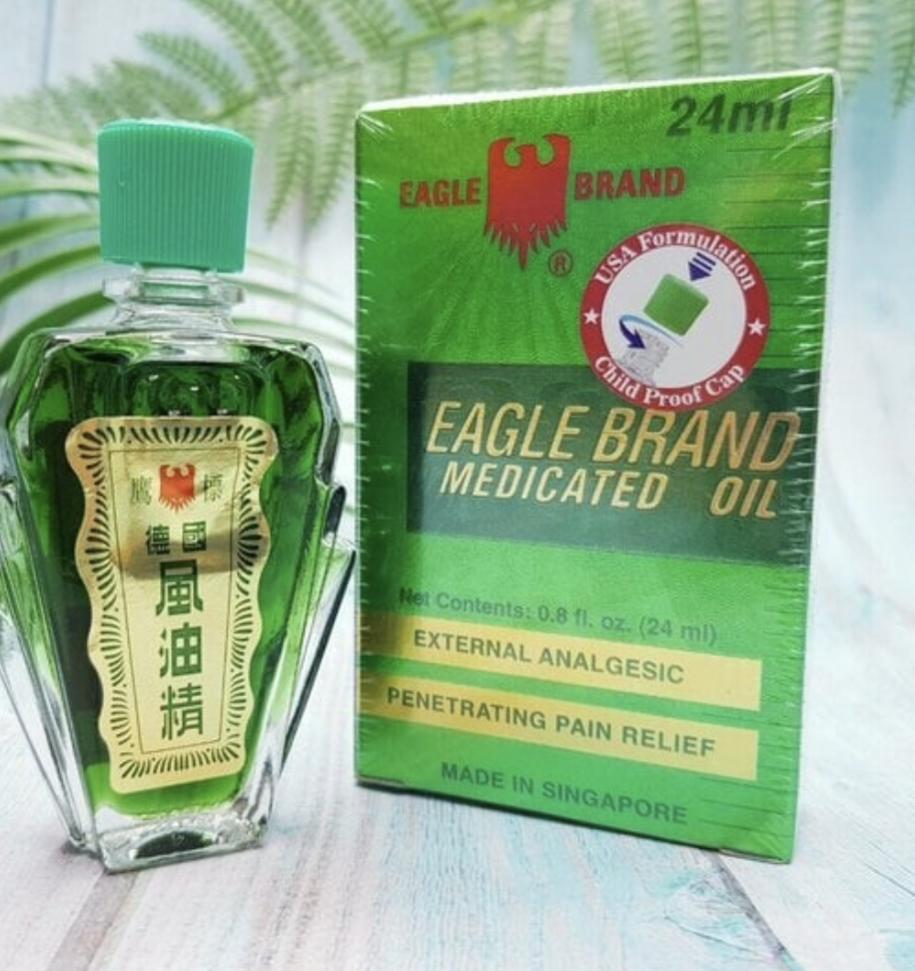 鷹 標
德國
風
油
精
24ml
EAGLE BRAND
®
USA Formulation
Child Proof Cap
EAGLE BRAND
MEDICATED OIL
Net Contents: 0.8 fl. oz. (24 ml)
EXTERNAL ANALGESIC
PENETRATING PAIN RELIEF
MADE IN SINGAPORE